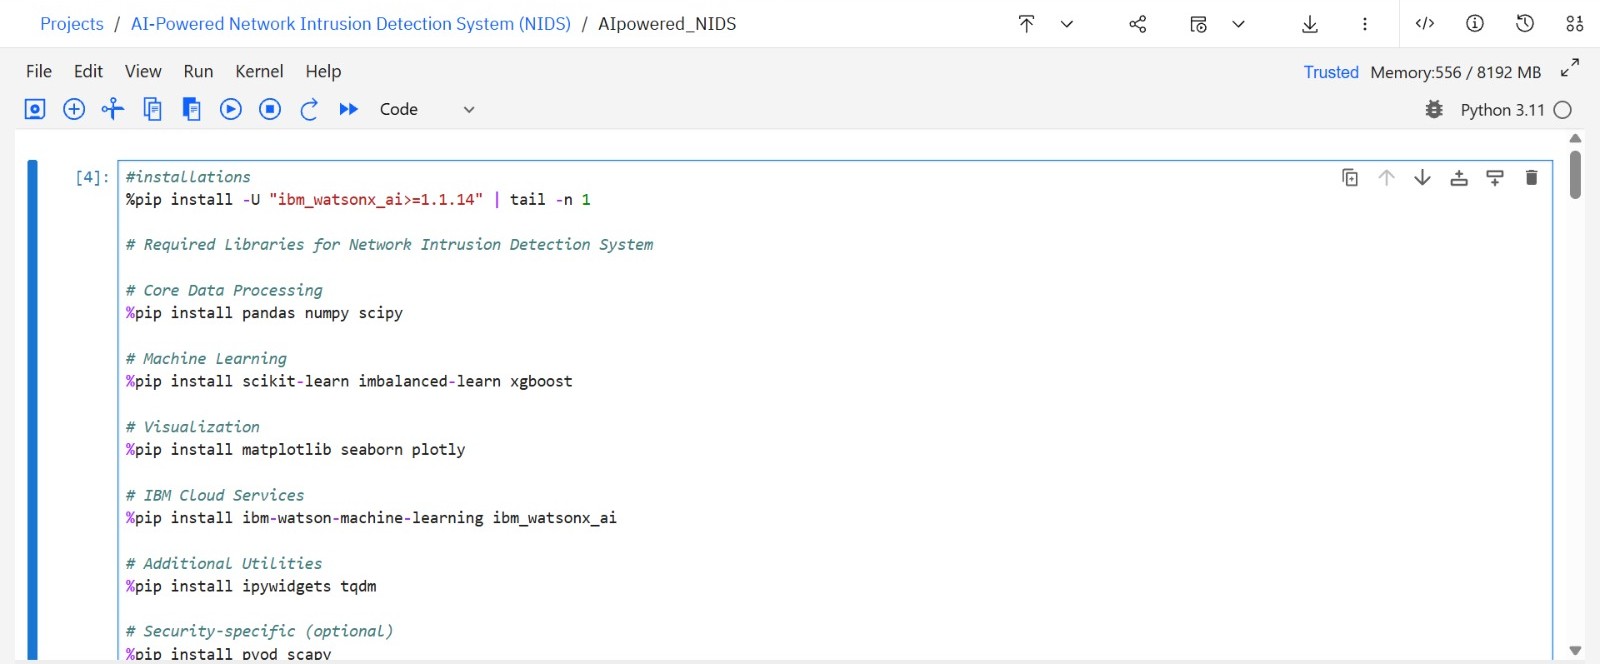 Projects / AI-Powered Network Intrusion Detection System (NIDS) / AIpowered_NIDS
File Edit View Run Kernel Help
Trusted Memory:556 / 8192 MB
Code
Python 3.11
[4]:
#installations
%pip install -U "ibm_watsonx_ai>=1.1.14" | tail -n 1
# Required Libraries for Network Intrusion Detection System
# Core Data Processing
%pip install pandas numpy scipy
# Machine Learning
%pip install scikit-learn imbalanced-learn xgboost
# Visualization
%pip install matplotlib seaborn plotly
# IBM Cloud Services
%pip install ibm-watson-machine-learning ibm_watsonx_ai
# Additional Utilities
%pip install ipywidgets tqdm
# Security-specific (optional)
%pip install pyod scapy